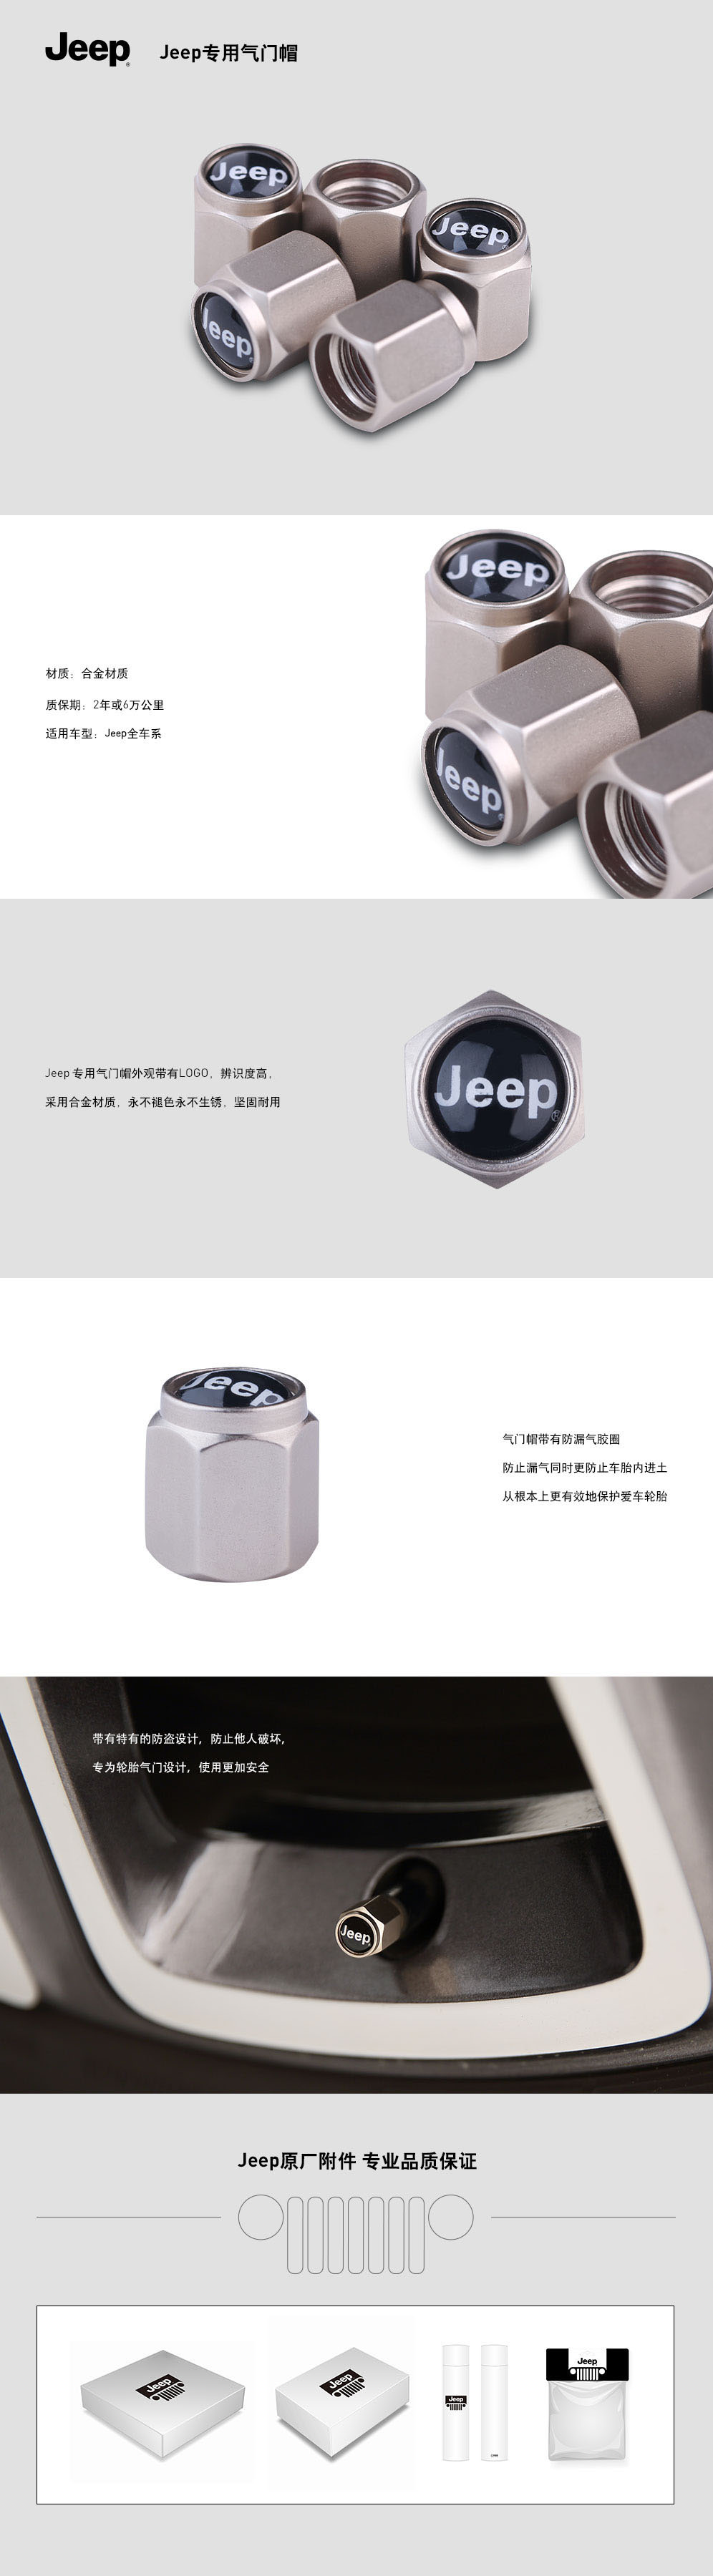 Jeep Jeep专用气门帽
Jeep
Jeep
Jeep
Jeep
Jeep
材质：合金材质
质保期：2年或6万公里
适用车型：Jeep全车系
Jeep 专用气门帽外观带有LOGO，辨识度高，
采用合金材质，永不褪色永不生锈，坚固耐用
Jeep
Jeep
气门帽带有防漏气胶圈
防止漏气同时更防止车胎内进土
从根本上更有效地保护爱车轮胎
带有特有的防盗设计，防止他人破坏，
专为轮胎气门设计，使用更加安全
Jeep
Jeep原厂附件 专业品质保证
Jeep
Jeep
Jeep
Jeep